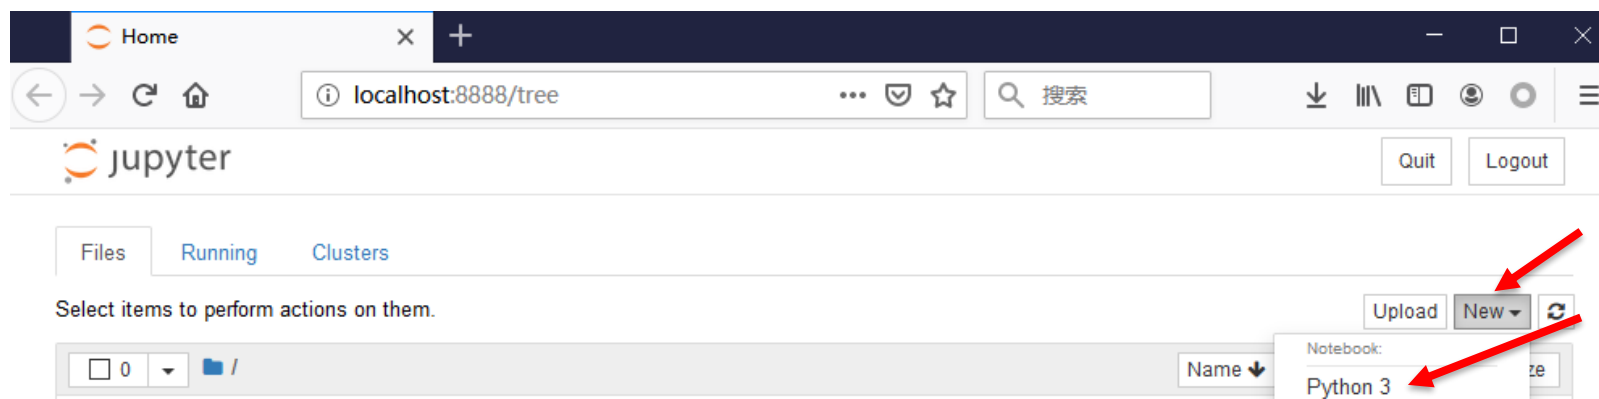 Home
localhost:8888/tree
搜索
jupyter
Quit Logout
Files Running Clusters
Select items to perform actions on them.
Upload New
Notebook:
0 / Name
Python 3